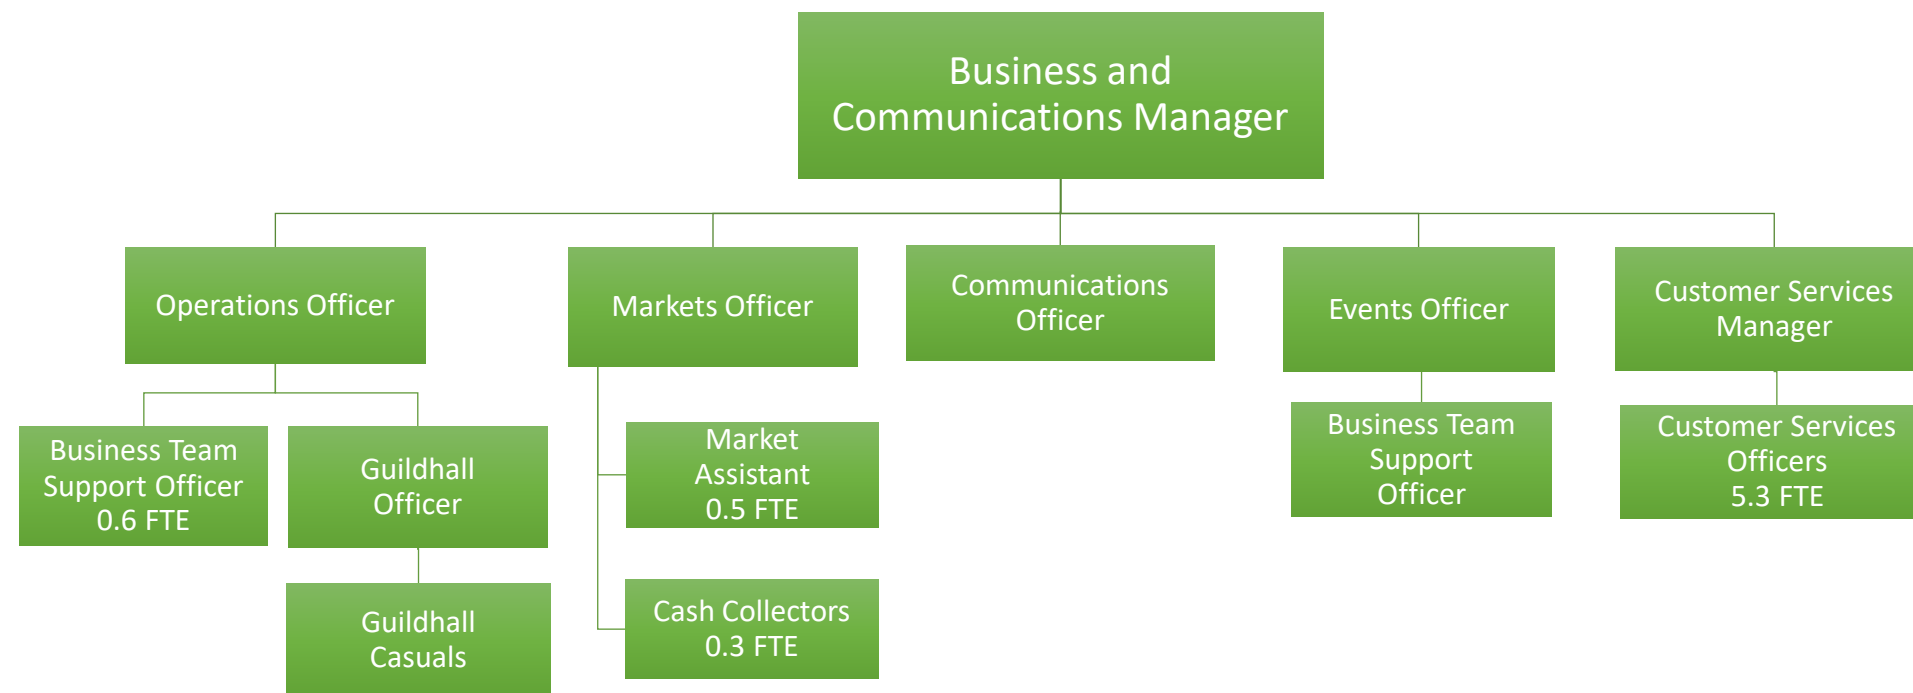 Business and
Communications Manager
Operations Officer
Markets Officer
Communications
Officer
Events Officer
Customer Services
Manager
Business Team
Support Officer
0.6 FTE
Guildhall
Officer
Market
Assistant
0.5 FTE
Business Team
Support
Officer
Customer Services
Officers
5.3 FTE
Guildhall
Casuals
Cash Collectors
0.3 FTE